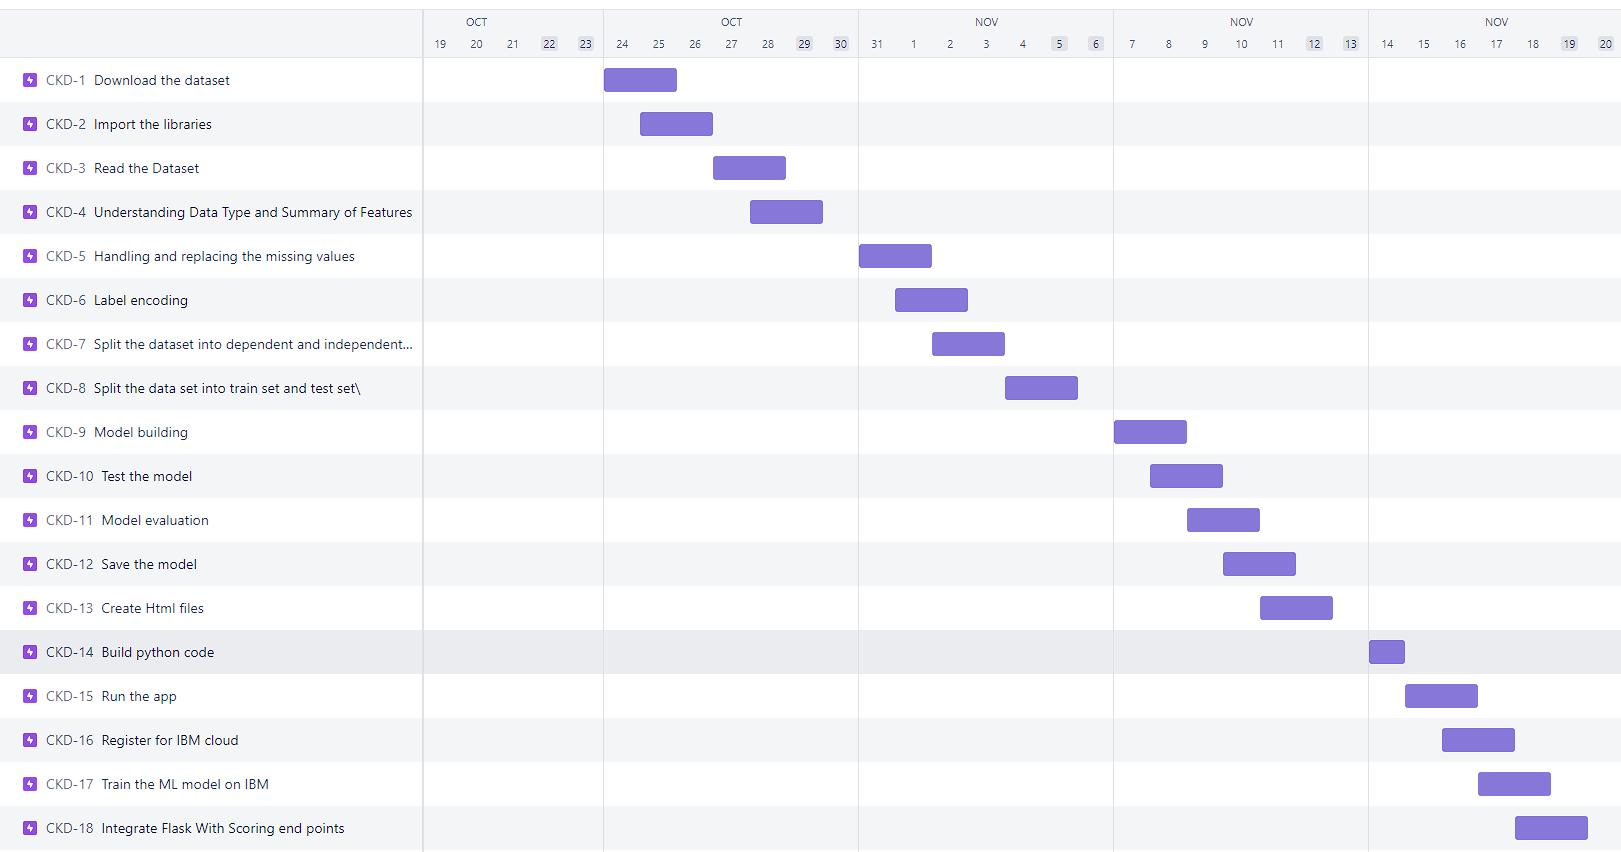 OCT OCT NOV NOV NOV
19 20 21 22 23 24 25 26 27 28 29 30 31 1 2 3 4 5 6 7 8 9 10 11 12 13 14 15 16 17 18 19 20
CKD-1 Download the dataset
CKD-2 Import the libraries
CKD-3 Read the Dataset
CKD-4 Understanding Data Type and Summary of Features
CKD-5 Handling and replacing the missing values
CKD-6 Label encoding
CKD-7 Split the dataset into dependent and independent...
CKD-8 Split the data set into train set and test set\
CKD-9 Model building
CKD-10 Test the model
CKD-11 Model evaluation
CKD-12 Save the model
CKD-13 Create Html files
CKD-14 Build python code
CKD-15 Run the app
CKD-16 Register for IBM cloud
CKD-17 Train the ML model on IBM
CKD-18 Integrate Flask With Scoring end points